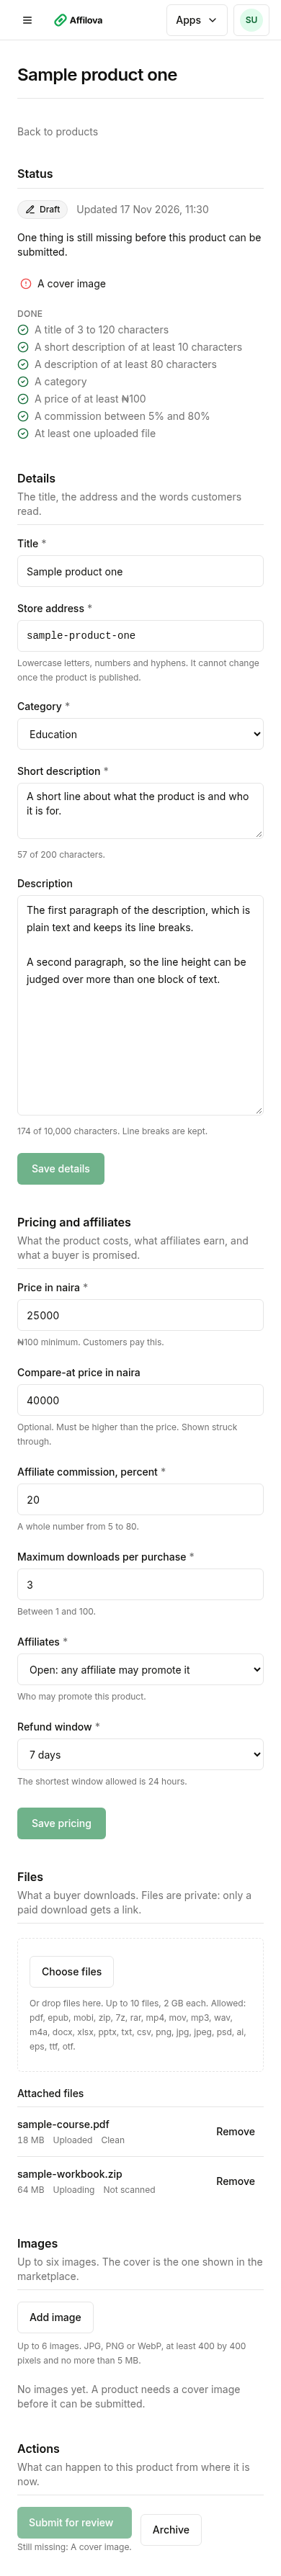 Affilova
Apps
SU
Sample product one
Back to products
Status
Draft
Updated 17 Nov 2026, 11:30
One thing is still missing before this product can be
submitted.
A cover image
DONE
A title of 3 to 120 characters
A short description of at least 10 characters
A description of at least 80 characters
A category
A price of at least ₦100
A commission between 5% and 80%
At least one uploaded file
Details
The title, the address and the words customers
read.
Title *
Sample product one
Store address *
sample-product-one
Lowercase letters, numbers and hyphens. It cannot change
once the product is published.
Category *
Education
Short description *
A short line about what the product is and who
it is for.
57 of 200 characters.
Description
The first paragraph of the description, which is
plain text and keeps its line breaks.
A second paragraph, so the line height can be
judged over more than one block of text.
174 of 10,000 characters. Line breaks are kept.
Save details
Pricing and affiliates
What the product costs, what affiliates earn, and
what a buyer is promised.
Price in naira *
25000
₦100 minimum. Customers pay this.
Compare-at price in naira
40000
Optional. Must be higher than the price. Shown struck
through.
Affiliate commission, percent *
20
A whole number from 5 to 80.
Maximum downloads per purchase *
3
Between 1 and 100.
Affiliates *
Open: any affiliate may promote it
Who may promote this product.
Refund window *
7 days
The shortest window allowed is 24 hours.
Save pricing
Files
What a buyer downloads. Files are private: only a
paid download gets a link.
Choose files
Or drop files here. Up to 10 files, 2 GB each. Allowed:
pdf, epub, mobi, zip, 7z, rar, mp4, mov, mp3, wav,
m4a, docx, xlsx, pptx, txt, csv, png, jpg, jpeg, psd, ai,
eps, ttf, otf.
Attached files
sample-course.pdf
18 MB Uploaded Clean
Remove
sample-workbook.zip
64 MB Uploading Not scanned
Remove
Images
Up to six images. The cover is the one shown in the
marketplace.
Add image
Up to 6 images. JPG, PNG or WebP, at least 400 by 400
pixels and no more than 5 MB.
No images yet. A product needs a cover image
before it can be submitted.
Actions
What can happen to this product from where it is
now.
Submit for review
Archive
Still missing: A cover image.